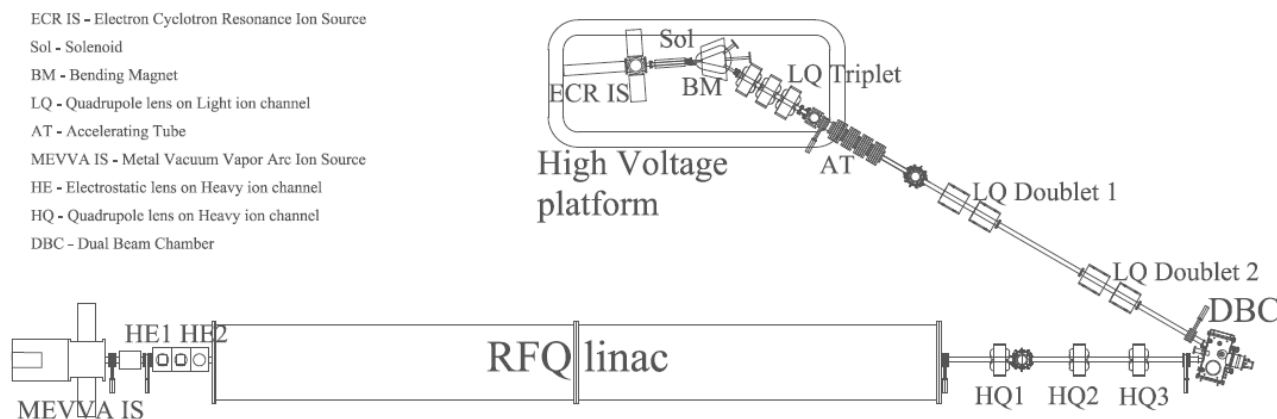 ECR IS - Electron Cyclotron Resonance Ion Source
Sol - Solenoid
BM - Bending Magnet
LQ - Quadrupole lens on Light ion channel
AT - Accelerating Tube
MEVVA IS - Metal Vacuum Vapor Arc Ion Source
HE - Electrostatic lens on Heavy ion channel
HQ - Quadrupole lens on Heavy ion channel
DBC - Dual Beam Chamber
Sol
LQ Triplet
ECR IS
BM
High Voltage
platform
AT
LQ Doublet 1
LQ Doublet 2
DBC
HE1 HE2
RFQ linac
MEVVA IS
HQ1
HQ2
HQ3